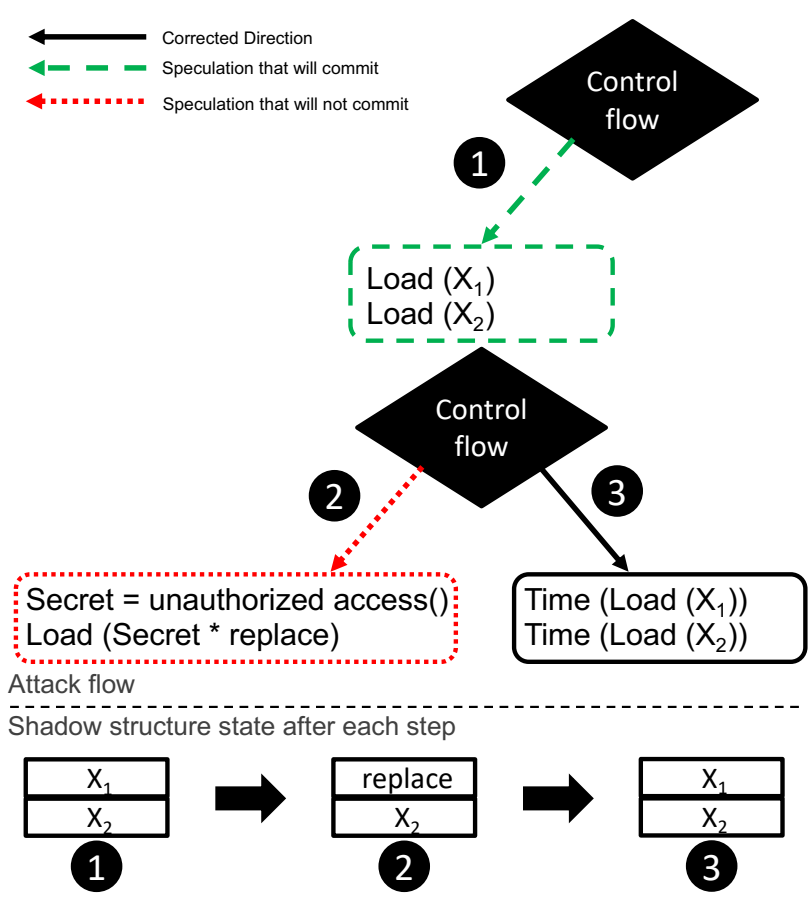 Corrected Direction
Speculation that will commit
Speculation that will not commit
Control
flow
1
Load (X₁)
Load (X₂)
Control
flow
2
3
Secret = unauthorized access()
Load (Secret * replace)
Time (Load (X₁))
Time (Load (X₂))
Attack flow
Shadow structure state after each step
X₁
X₂
1
replace
X₂
2
X₁
X₂
3